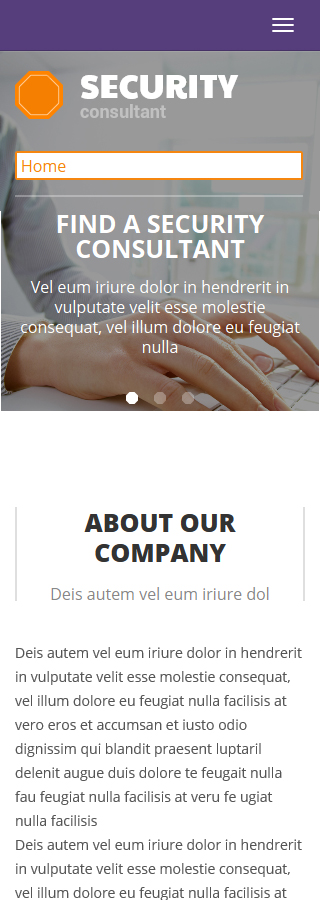 SECURITY
consultant
Home
FIND A SECURITY
CONSULTANT
Vel eum iriure dolor in hendrerit in
vulputate velit esse molestie
consequat, vel illum dolore eu feugiat
nulla
ABOUT OUR
COMPANY
Deis autem vel eum iriure dol
Deis autem vel eum iriure dolor in hendrerit
in vulputate velit esse molestie consequat,
vel illum dolore eu feugiat nulla facilisis at
vero eros et accumsan et iusto odio
dignissim qui blandit praesent luptaril
delenit augue duis dolore te feugait nulla
fau feugiat nulla facilisis at veru fe ugiat
nulla facilisis
Deis autem vel eum iriure dolor in hendrerit
in vulputate velit esse molestie consequat,
vel illum dolore eu feugiat nulla facilisis at